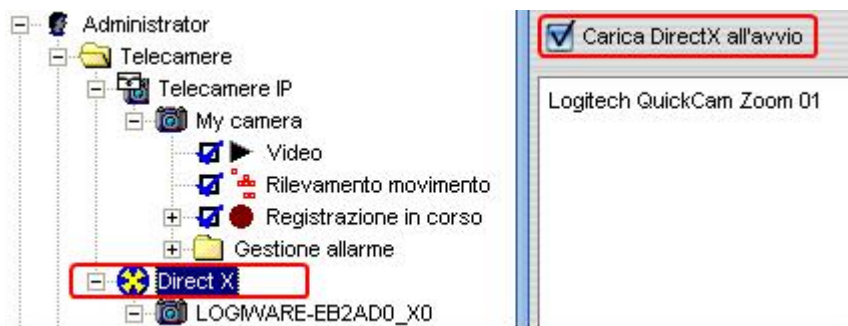 Administrator
Telecamere
Telecamere IP
My camera
Video
Rilevamento movimento
Registrazione in corso
Gestione allarme
Direct X
LOGIWARE-EB2AD0_X0
Carica DirectX all'avvio
Logitech QuickCam Zoom 01